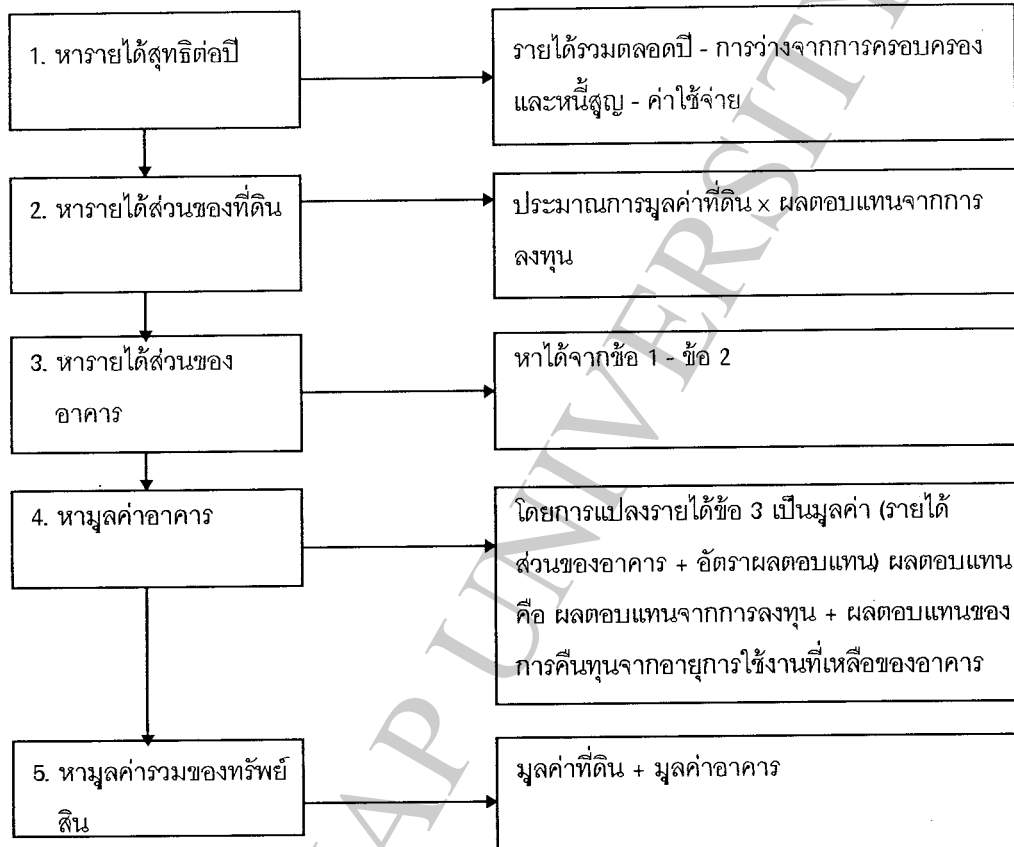 1. หารายได้สุทธิต่อปี
รายได้รวมตลอดปี - การว่างจากการครอบครอง
และหนี้สูญ - ค่าใช้จ่าย
2. หารายได้ส่วนของที่ดิน
ประมาณการมูลค่าที่ดิน × ผลตอบแทนจากการ
ลงทุน
3. หารายได้ส่วนของ
อาคาร
หาได้จากข้อ 1 - ข้อ 2
4. หามูลค่าอาคาร
โดยการแปลงรายได้ข้อ 3 เป็นมูลค่า (รายได้
ส่วนของอาคาร + อัตราผลตอบแทน) ผลตอบแทน
คือ ผลตอบแทนจากการลงทุน + ผลตอบแทนของ
การคืนทุนจากอายุการใช้งานที่เหลือของอาคาร
5. หามูลค่ารวมของทรัพย์
สิน
มูลค่าที่ดิน + มูลค่าอาคาร
AP UNIVERSITY